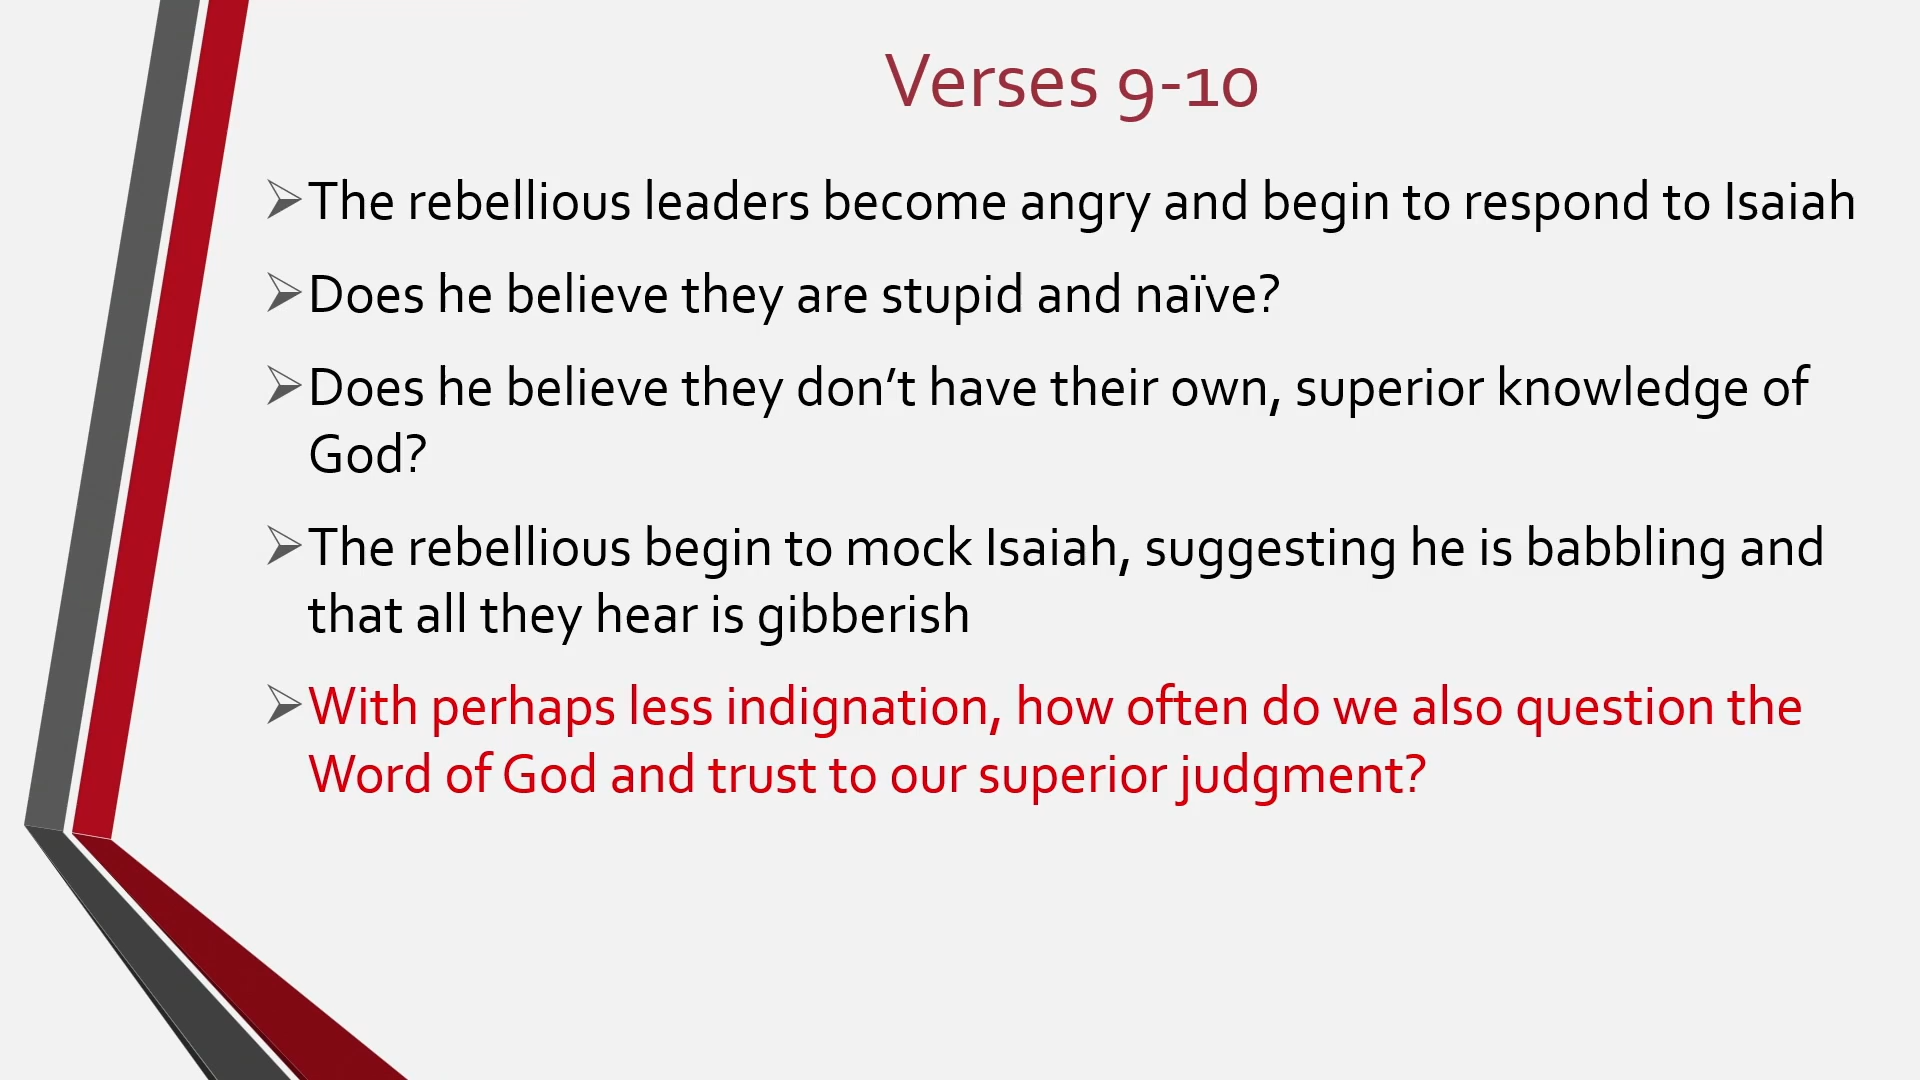 Verses 9-10
The rebellious leaders become angry and begin to respond to Isaiah
Does he believe they are stupid and naïve?
Does he believe they don’t have their own, superior knowledge of
God?
The rebellious begin to mock Isaiah, suggesting he is babbling and
that all they hear is gibberish
With perhaps less indignation, how often do we also question the
Word of God and trust to our superior judgment?